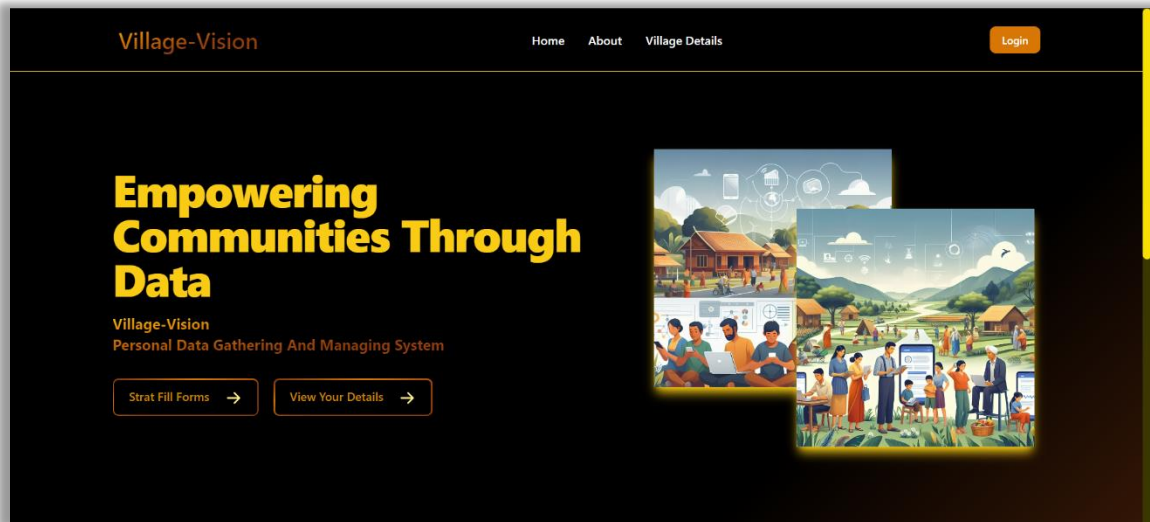 Village-Vision
Home About Village Details
Login
Empowering
Communities Through
Data
Village-Vision
Personal Data Gathering And Managing System
Strat Fill Forms
View Your Details